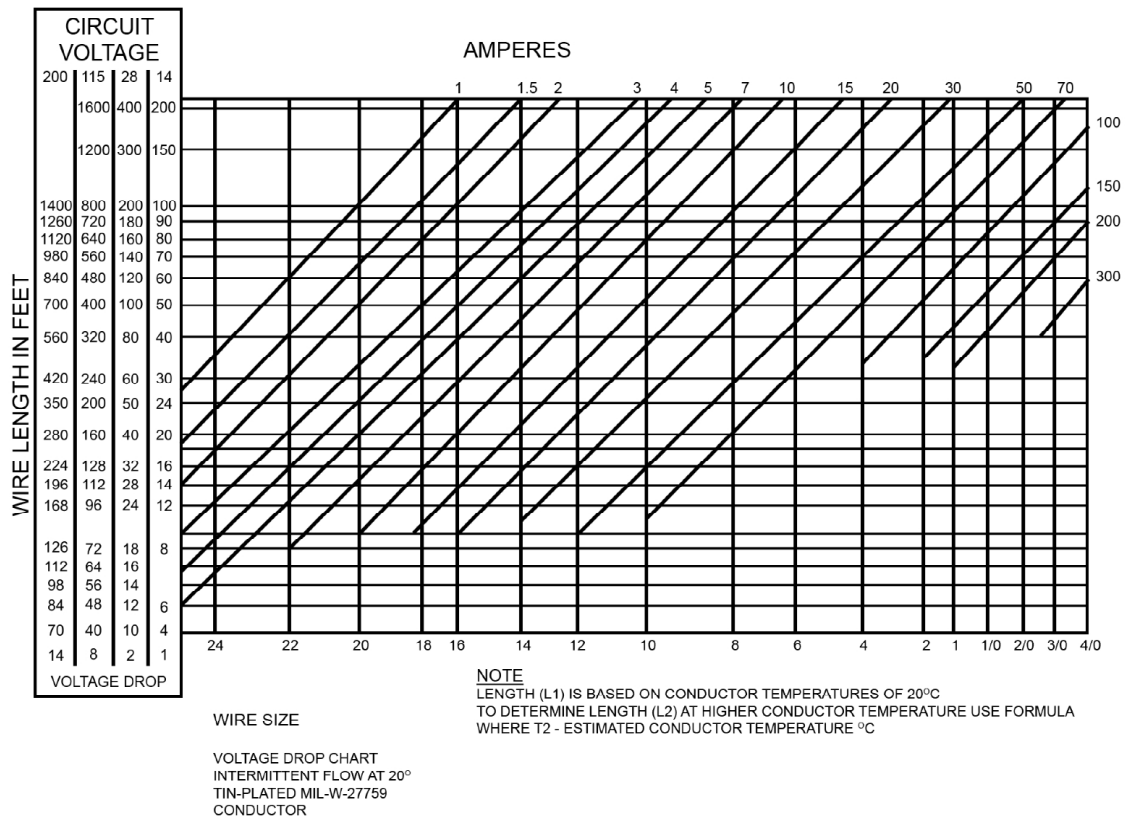 CIRCUIT
VOLTAGE
200 115 28 14
AMPERES
1 1.5 2 3 4 5 7 10 15 20 30 50 70
1600 400 200
100
1200 300 150
150
1400 800 200 100
1260 720 180 90
200
1120 640 160 80
980 560 140 70
840 480 120 60
300
700 400 100 50
560 320 80 40
420 240 60 30
350 200 50 24
280 160 40 20
224 128 32 16
196 112 28 14
168 96 24 12
126 72 18 8
112 64 16
98 56 14
84 48 12 6
70 40 10 4
14 8 2 1
VOLTAGE DROP
WIRE LENGTH IN FEET
24 22 20 18 16 14 12 10 8 6 4 2 1 1/0 2/0 3/0 4/0
NOTE
LENGTH (L1) IS BASED ON CONDUCTOR TEMPERATURES OF 20°C
TO DETERMINE LENGTH (L2) AT HIGHER CONDUCTOR TEMPERATURE USE FORMULA
WHERE T2 - ESTIMATED CONDUCTOR TEMPERATURE °C
WIRE SIZE
VOLTAGE DROP CHART
INTERMITTENT FLOW AT 20°
TIN-PLATED MIL-W-27759
CONDUCTOR